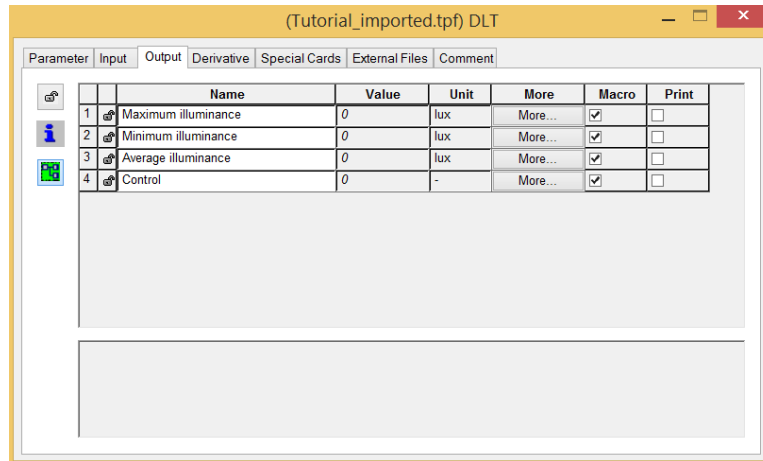 (Tutorial_imported.tpf) DLT
Parameter Input Output Derivative Special Cards External Files Comment
Name Value Unit More Macro Print
1 Maximum illuminance 0 lux More...
2 Minimum illuminance 0 lux More...
3 Average illuminance 0 lux More...
4 Control 0 - More...